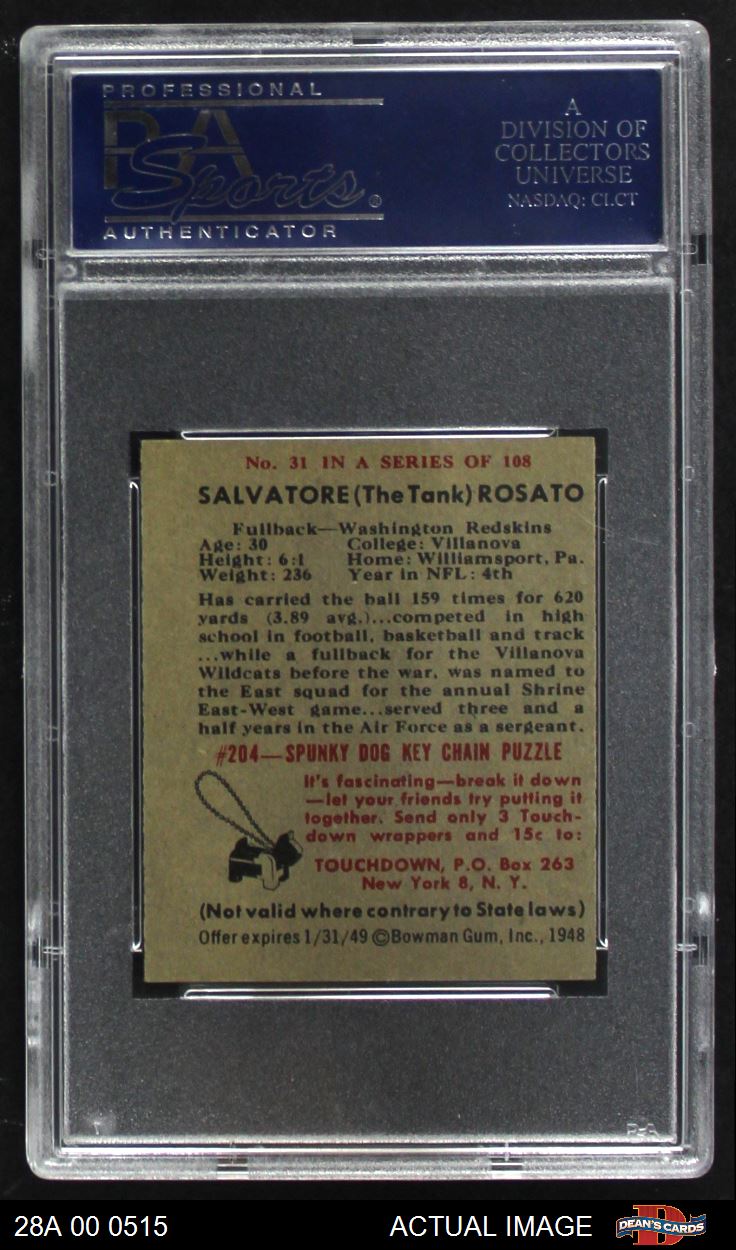 PROFESSIONAL
PSA
Sports®
AUTHENTICATOR
A
DIVISION OF
COLLECTORS
UNIVERSE
NASDAQ: CLCT
No. 31 IN A SERIES OF 108
SALVATORE (The Tank) ROSATO
Fullback—Washington Redskins
Age: 30 College: Villanova
Height: 6:1 Home: Williamsport, Pa.
Weight: 236 Year in NFL: 4th
Has carried the ball 159 times for 620
yards (3.89 avg.)...competed in high
school in football, basketball and track
...while a fullback for the Villanova
Wildcats before the war, was named to
the East squad for the annual Shrine
East-West game...served three and a
half years in the Air Force as a sergeant.
#204—SPUNKY DOG KEY CHAIN PUZZLE
It's fascinating—break it down
—let your friends try putting it
together. Send only 3 Touch-
down wrappers and 15c to:
TOUCHDOWN, P.O. Box 263
New York 8, N. Y.
(Not valid where contrary to State laws)
Offer expires 1/31/49 ©Bowman Gum, Inc., 1948
PSA
28A 00 0515
ACTUAL IMAGE
DEAN'S CARDS